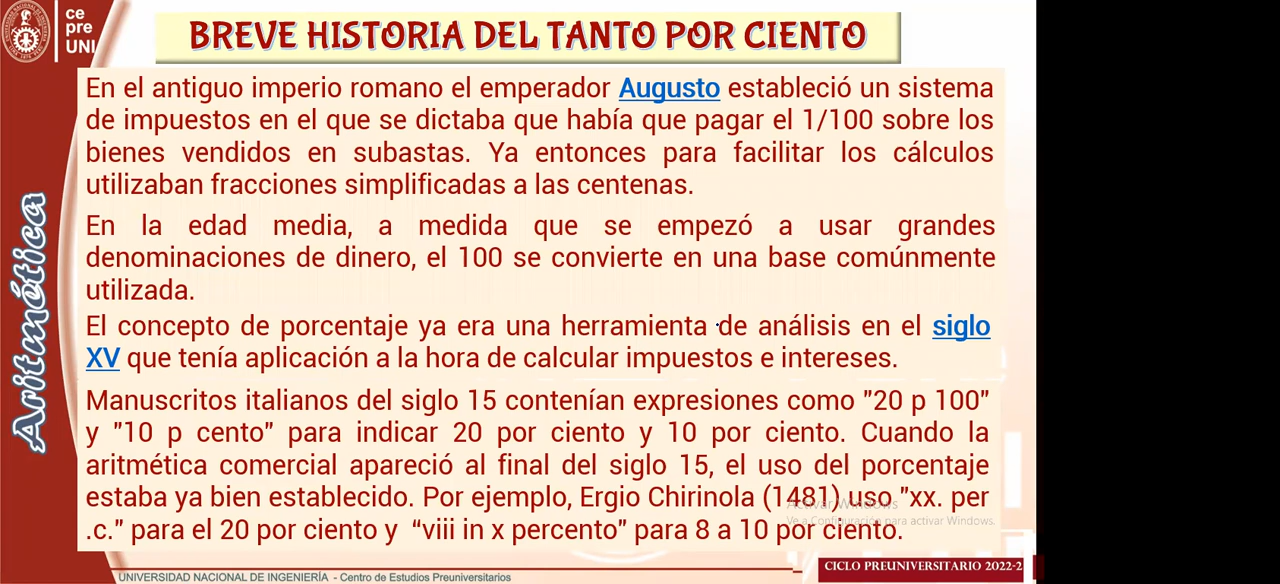 ce
pre
UNI
BREVE HISTORIA DEL TANTO POR CIENTO
En el antiguo imperio romano el emperador Augusto estableció un sistema
de impuestos en el que se dictaba que había que pagar el 1/100 sobre los
bienes vendidos en subastas. Ya entonces para facilitar los cálculos
utilizaban fracciones simplificadas a las centenas.
En la edad media, a medida que se empezó a usar grandes
denominaciones de dinero, el 100 se convierte en una base comúnmente
utilizada.
El concepto de porcentaje ya era una herramienta de análisis en el siglo
XV que tenía aplicación a la hora de calcular impuestos e intereses.
Manuscritos italianos del siglo 15 contenían expresiones como "20 p 100"
y "10 p cento" para indicar 20 por ciento y 10 por ciento. Cuando la
aritmética comercial apareció al final del siglo 15, el uso del porcentaje
estaba ya bien establecido. Por ejemplo, Ergio Chirinola (1481) uso "xx. per
.c." para el 20 por ciento y “viii in x percento” para 8 a 10 por ciento.
Activar Windows
Ve a Configuración para activar Windows.
Aritmética
UNIVERSIDAD NACIONAL DE INGENIERÍA - Centro de Estudios Preuniversitarios
CICLO PREUNIVERSITARIO 2022-2